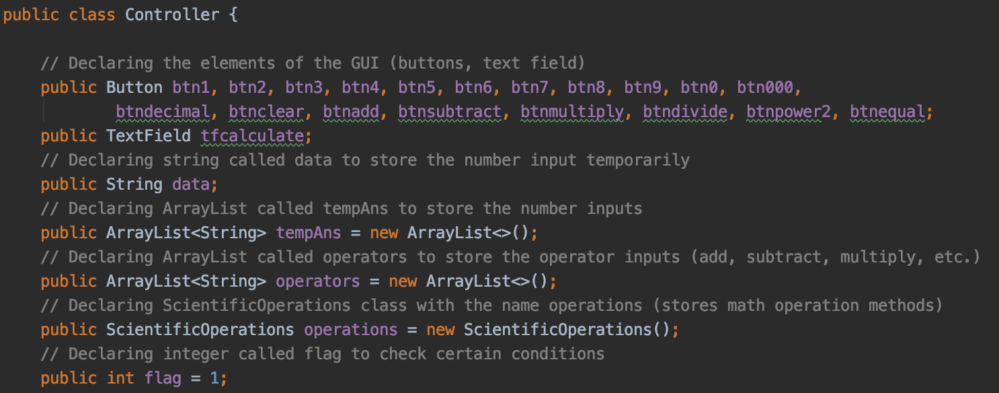 public class Controller {
// Declaring the elements of the GUI (buttons, text field)
public Button btn1, btn2, btn3, btn4, btn5, btn6, btn7, btn8, btn9, btn0, btn000,
btndecimal, btnclear, btnadd, btnsubtract, btnmultiply, btndivide, btnpower2, btnequal;
public TextField tfcalculate;
// Declaring string called data to store the number input temporarily
public String data;
// Declaring ArrayList called tempAns to store the number inputs
public ArrayList<String> tempAns = new ArrayList<>();
// Declaring ArrayList called operators to store the operator inputs (add, subtract, multiply, etc.)
public ArrayList<String> operators = new ArrayList<>();
// Declaring ScientificOperations class with the name operations (stores math operation methods)
public ScientificOperations operations = new ScientificOperations();
// Declaring integer called flag to check certain conditions
public int flag = 1;